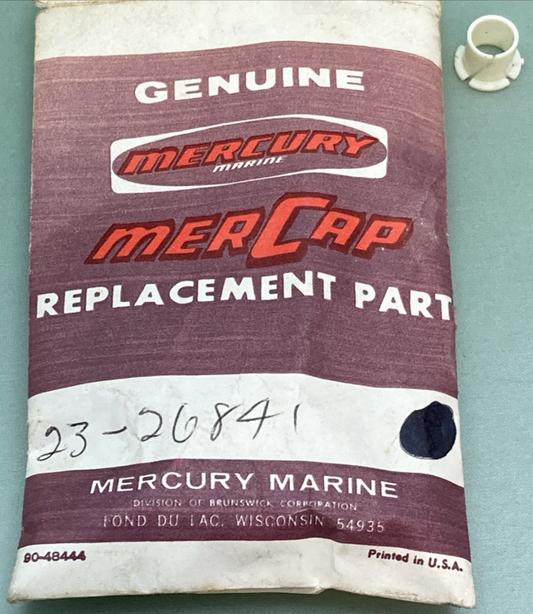 GENUINE
MERCURY
MARINE
MERCAP
REPLACEMENT PART
23-26841
MERCURY MARINE
DIVISION OF BRUNSWICK CORPORATION
FOND DU LAC, WISCONSIN 54935
90-48444
Printed in U.S.A.